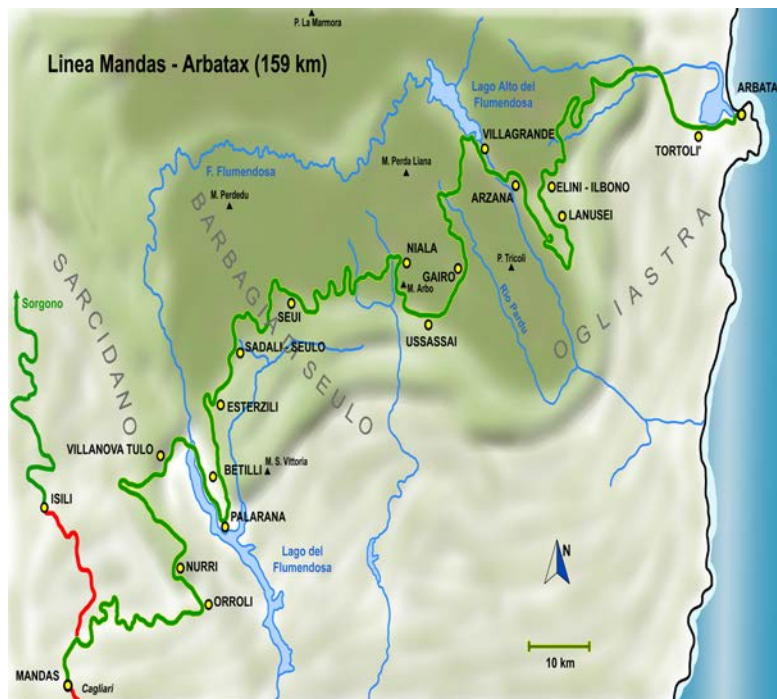 P. La Marmora
Linea Mandas - Arbatax (159 km)
Lago Alto del
Flumendosa
ARBATA
VILLAGRANDE
TORTOLI'
F. Flumendosa
M. Perda Liana
M. Perdedu
ARZANA
ELINI - ILBONO
LANUSEI
BARBAGIA DI SEULO
SARCIDANO
OGLIASTRA
NIALA
GAIRO
P. Tricoli
M. Arbo
Rio Pardu
Sorgono
SEUI
USSASSAI
SADALI - SEULO
ESTERZILI
VILLANOVA TULO
BETILLI
M. S. Vittoria
ISILI
PALARANA
Lago del
Flumendosa
N
NURRI
ORROLI
10 km
MANDAS
Cagliari